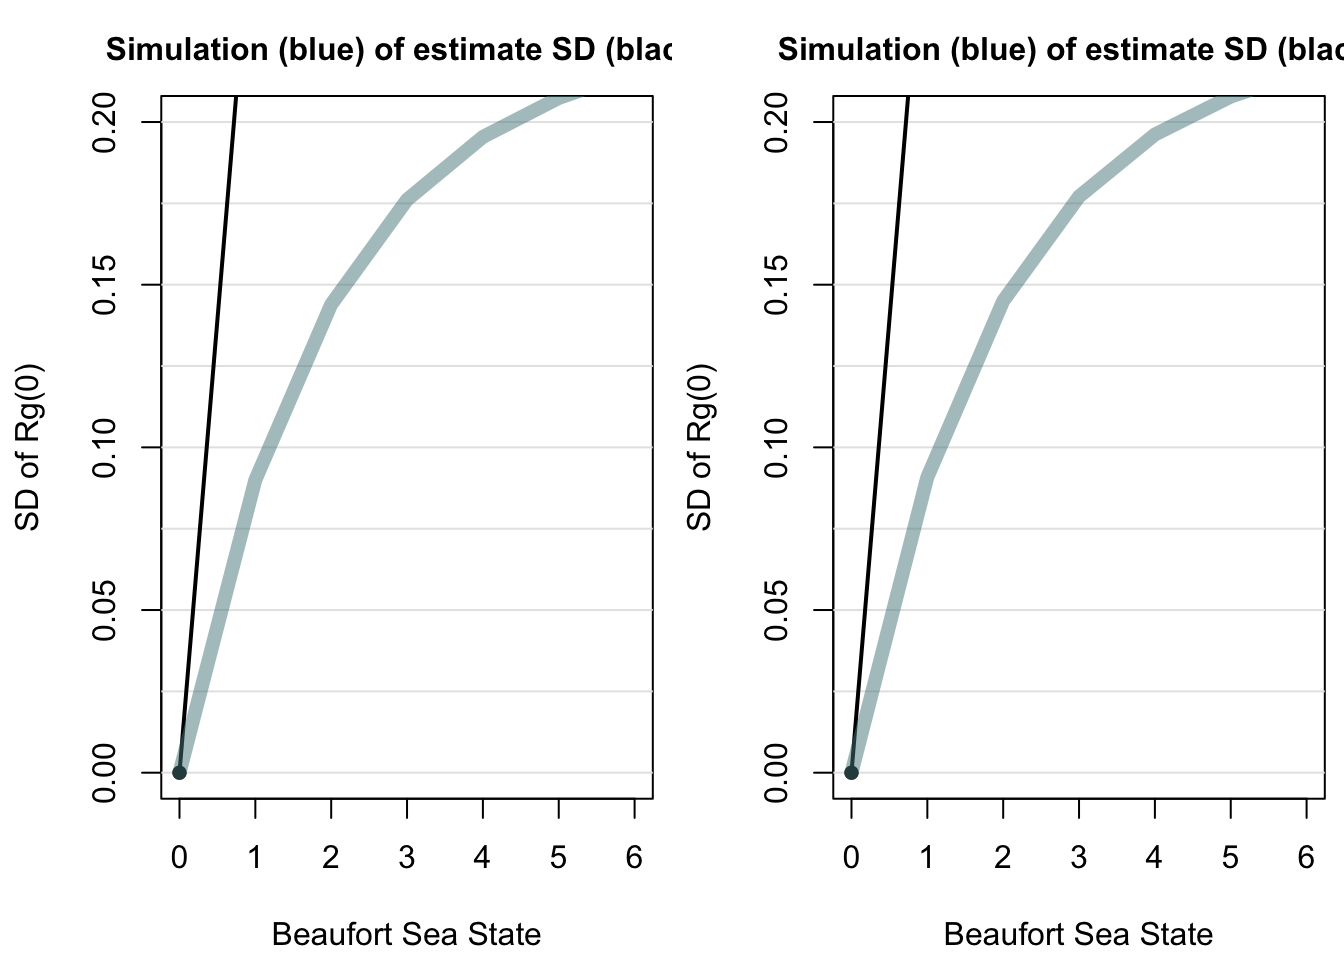 Simulation (blue) of estimate SD (blac
SD of Rg(0)
0.20
0.15
0.10
0.05
0.00
0 1 2 3 4 5 6
Beaufort Sea State
Simulation (blue) of estimate SD (blac
SD of Rg(0)
0.20
0.15
0.10
0.05
0.00
0 1 2 3 4 5 6
Beaufort Sea State